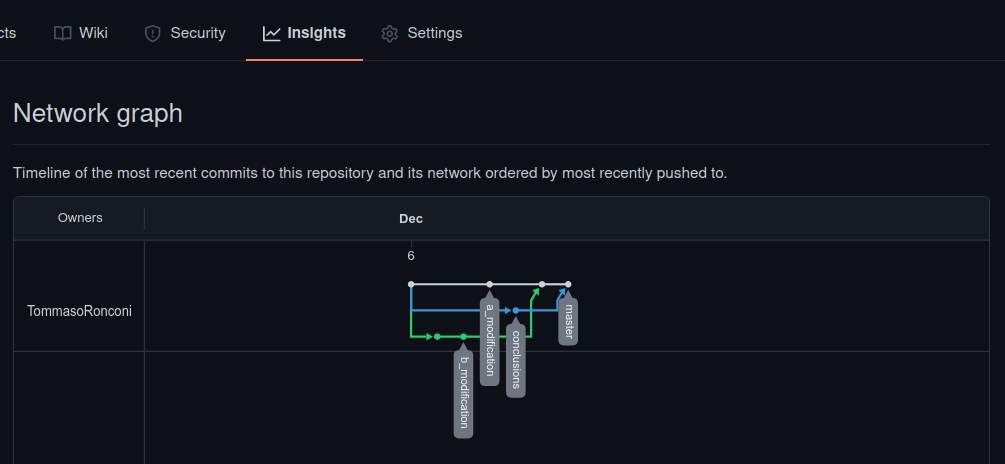 cts Wiki Security Insights Settings
Network graph
Timeline of the most recent commits to this repository and its network ordered by most recently pushed to.
Owners Dec
6
TommasoRonconi
b_modification
a_modification
conclusions
master